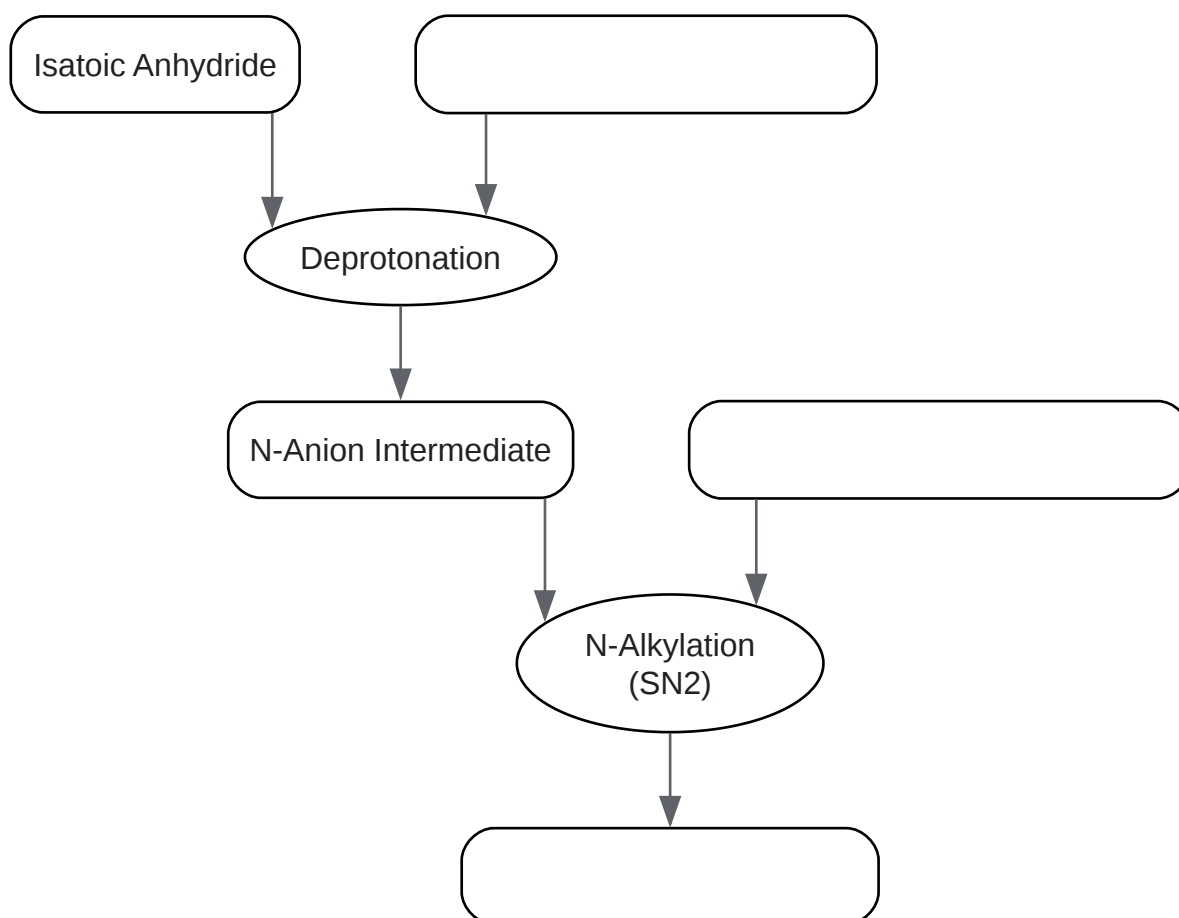 Isatoic Anhydride
Deprotonation
N-Anion Intermediate
N-Alkylation
(SN2)